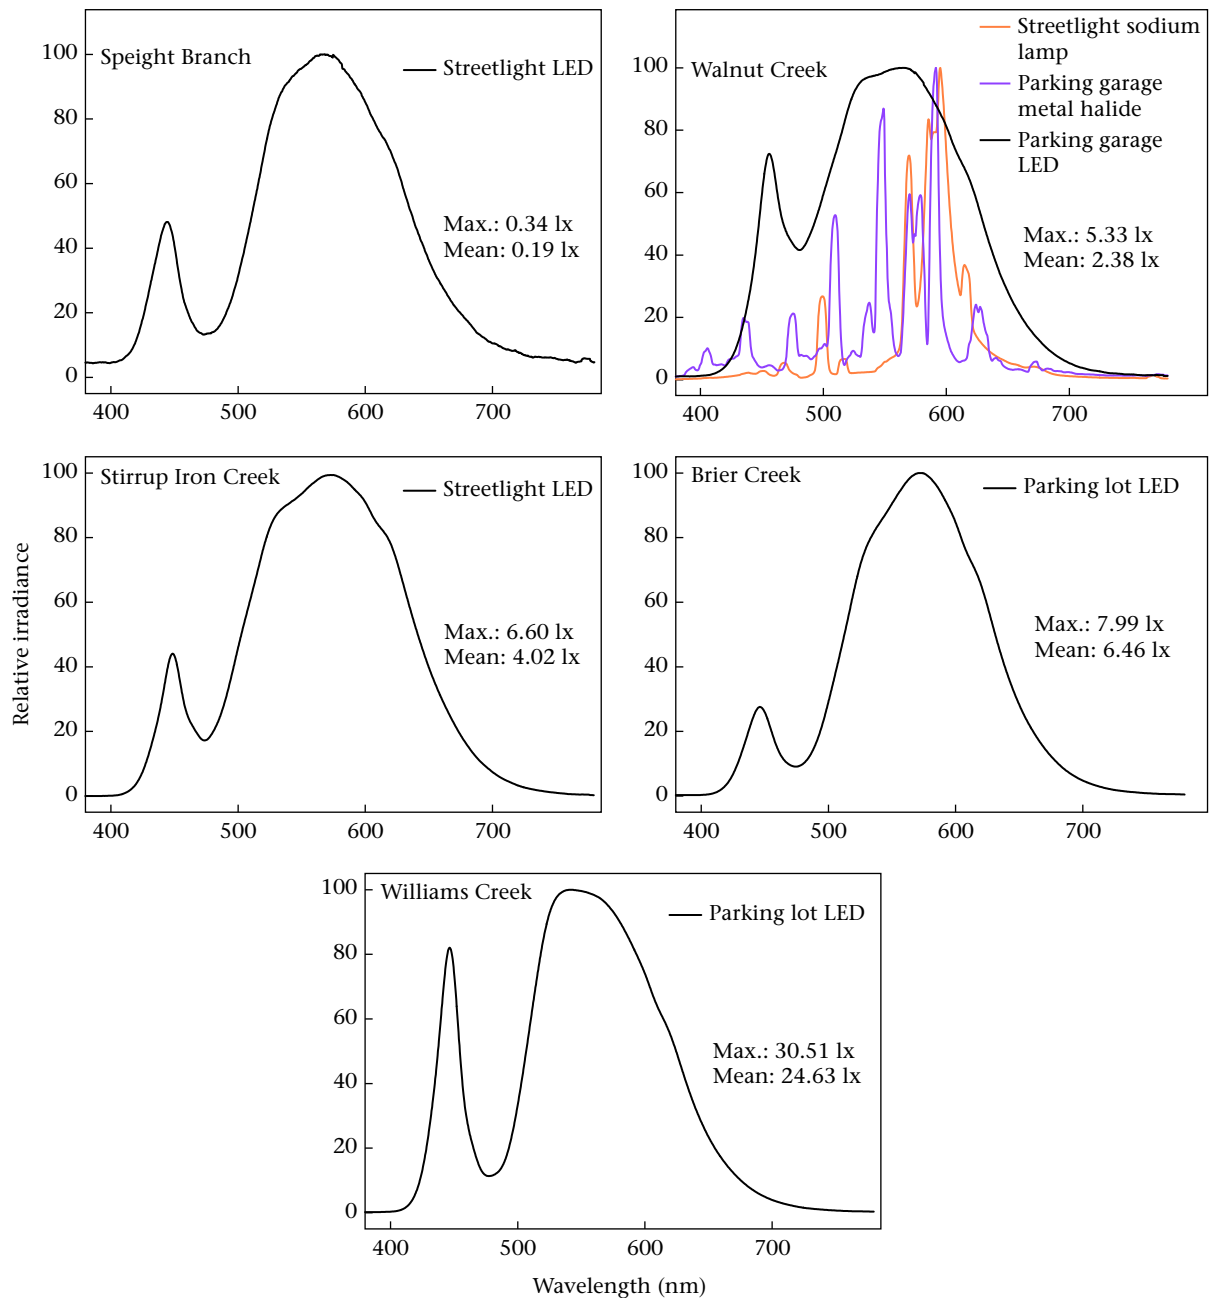 Speight Branch
Streetlight LED
Max.: 0.34 lx
Mean: 0.19 lx
100
80
60
40
20
0
400
500
600
700
Walnut Creek
Streetlight sodium
lamp
Parking garage
metal halide
Parking garage
LED
Max.: 5.33 lx
Mean: 2.38 lx
100
80
60
40
20
0
400
500
600
700
Relative irradiance
Stirrup Iron Creek
Streetlight LED
Max.: 6.60 lx
Mean: 4.02 lx
100
80
60
40
20
0
400
500
600
700
Brier Creek
Parking lot LED
Max.: 7.99 lx
Mean: 6.46 lx
100
80
60
40
20
0
400
500
600
700
Williams Creek
Parking lot LED
Max.: 30.51 lx
Mean: 24.63 lx
100
80
60
40
20
0
400
500
600
700
Wavelength (nm)